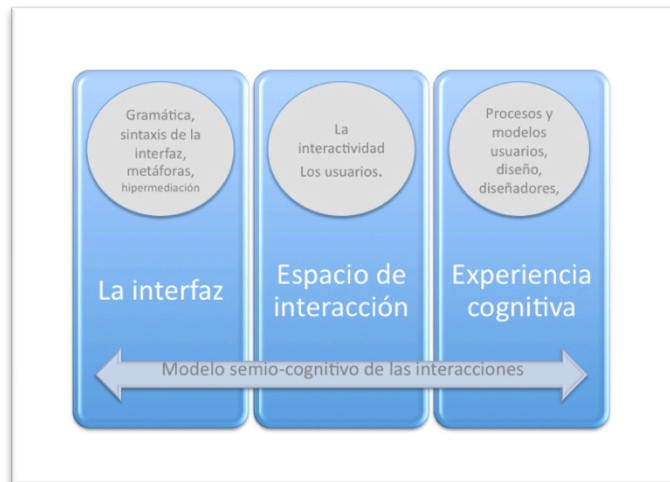 Gramática,
sintaxis de la
interfaz,
metáforas,
hipermediación
La interfaz
La
interactividad
Los usuarios.
Espacio de
interacción
Procesos y
modelos
usuarios,
diseño,
diseñadores,
Experiencia
cognitiva
Modelo semio-cognitivo de las interacciones